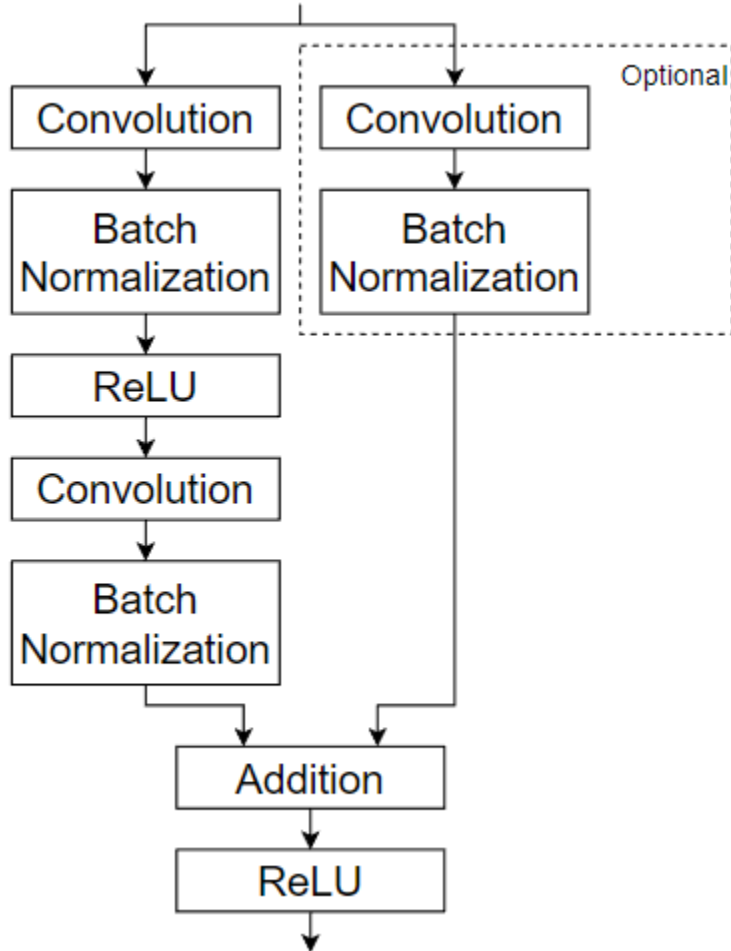 Optional
Convolution
Convolution
Batch
Normalization
Batch
Normalization
ReLU
Convolution
Batch
Normalization
Addition
ReLU